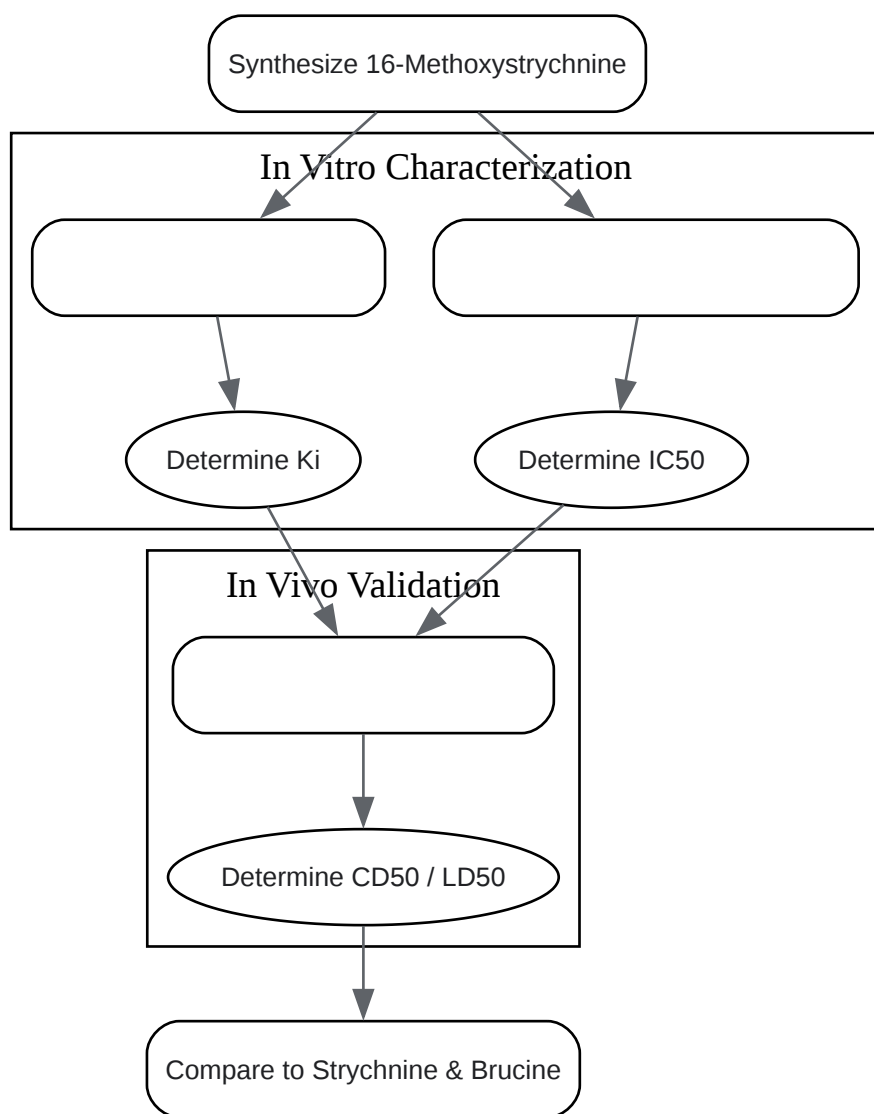 Synthesize 16-Methoxystrychnine
In Vitro Characterization
Determine Ki
Determine IC50
In Vivo Validation
Determine CD50 / LD50
Compare to Strychnine & Brucine